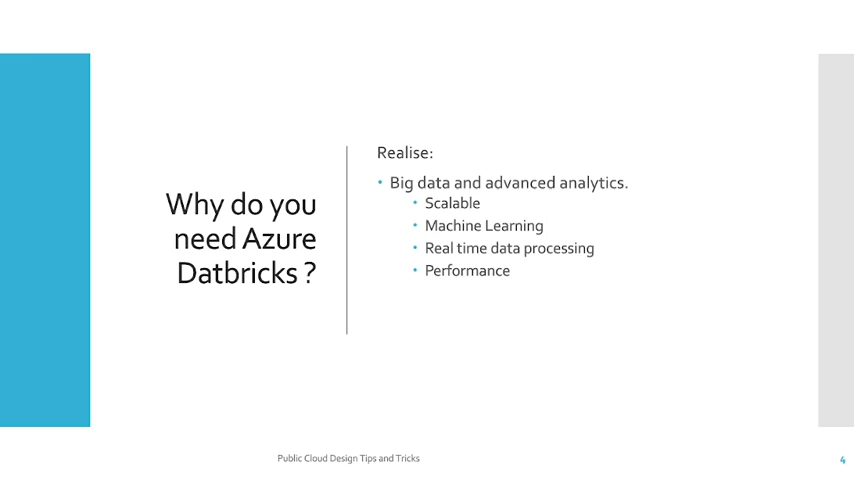 Why do you
need Azure
Datbricks ?
Realise:
• Big data and advanced analytics.
• Scalable
• Machine Learning
• Real time data processing
• Performance
Public Cloud Design Tips and Tricks
4